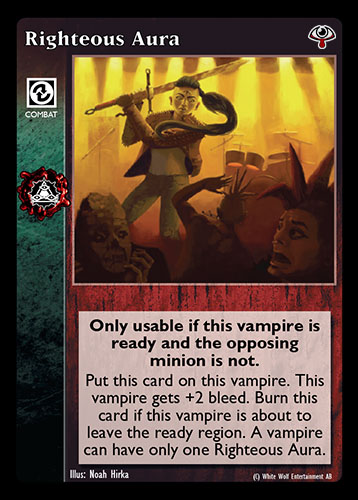 Righteous Aura
COMBAT
Only usable if this vampire is
ready and the opposing
minion is not.
Put this card on this vampire. This
vampire gets +2 bleed. Burn this
card if this vampire is about to
leave the ready region. A vampire
can have only one Righteous Aura.
Illus: Noah Hirka
(C) White Wolf Entertainment AB